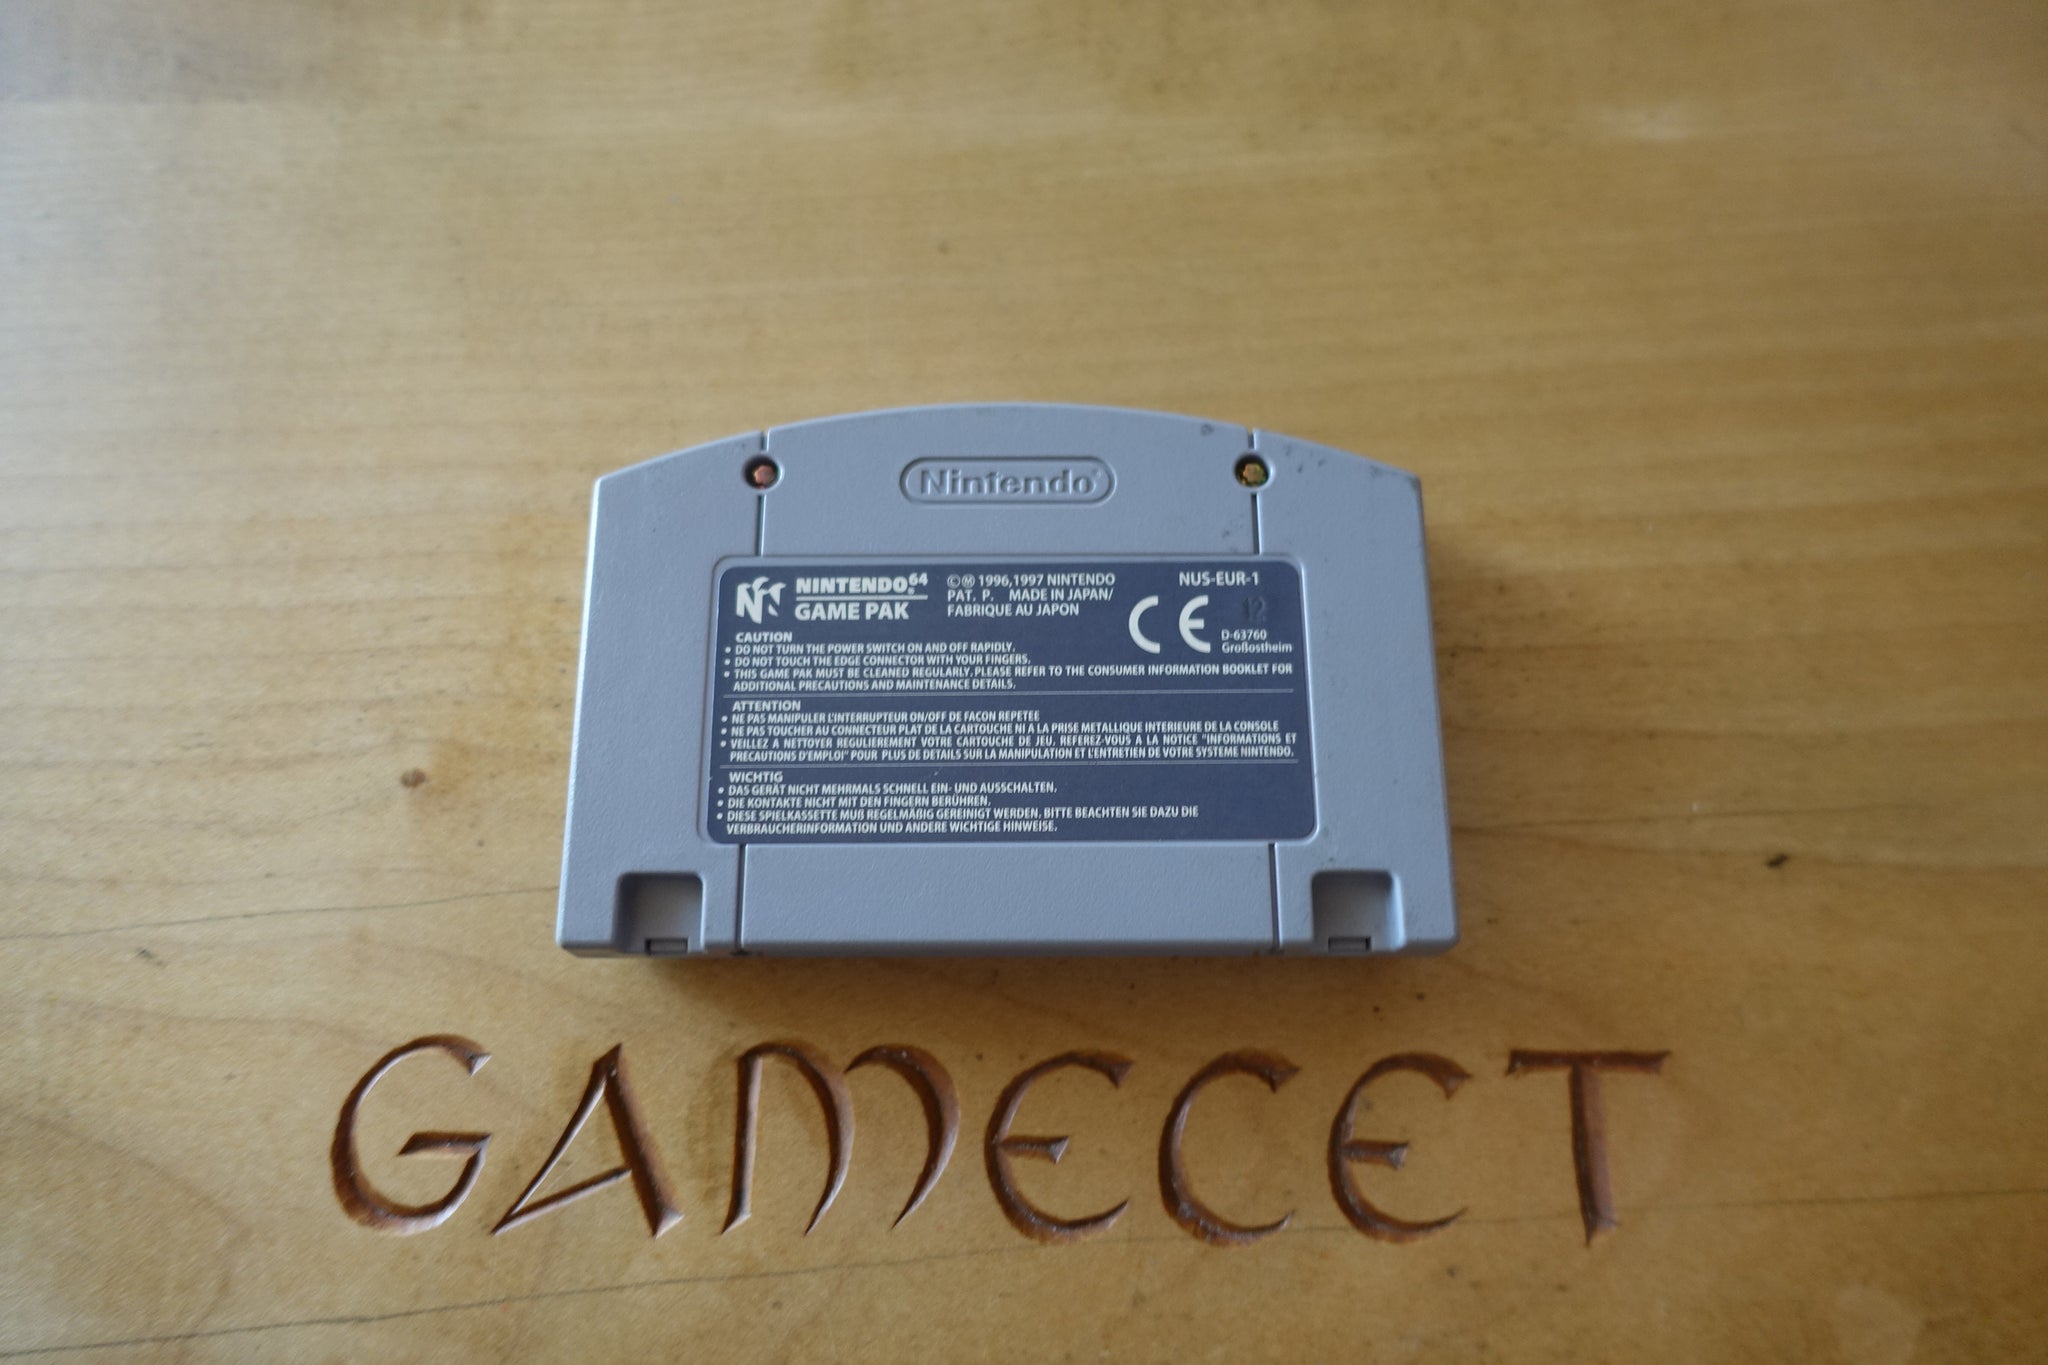 Nintendo
NINTENDO64
GAME PAK
©Ⓜ 1996,1997 NINTENDO
PAT. P. MADE IN JAPAN/
FABRIQUE AU JAPON
NUS-EUR-1
CE
12
D-63760
Großostheim
CAUTION
• DO NOT TURN THE POWER SWITCH ON AND OFF RAPIDLY.
• DO NOT TOUCH THE EDGE CONNECTOR WITH YOUR FINGERS.
• THIS GAME PAK MUST BE CLEANED REGULARLY. PLEASE REFER TO THE CONSUMER INFORMATION BOOKLET FOR
ADDITIONAL PRECAUTIONS AND MAINTENANCE DETAILS.
ATTENTION
• NE PAS MANIPULER L'INTERRUPTEUR ON/OFF DE FACON REPETEE
• NE PAS TOUCHER AU CONNECTEUR PLAT DE LA CARTOUCHE NI A LA PRISE METALLIQUE INTERIEURE DE LA CONSOLE
• VEILLEZ A NETTOYER REGULIEREMENT VOTRE CARTOUCHE DE JEU. REFEREZ-VOUS A LA NOTICE "INFORMATIONS ET
PRECAUTIONS D'EMPLOI" POUR PLUS DE DETAILS SUR LA MANIPULATION ET L'ENTRETIEN DE VOTRE SYSTEME NINTENDO.
WICHTIG
• DAS GERÄT NICHT MEHRMALS SCHNELL EIN- UND AUSSCHALTEN.
• DIE KONTAKTE NICHT MIT DEN FINGERN BERÜHREN.
• DIESE SPIELKASSETTE MUß REGELMÄßIG GEREINIGT WERDEN. BITTE BEACHTEN SIE DAZU DIE
VERBRAUCHERINFORMATION UND ANDERE WICHTIGE HINWEISE.
GAMECET